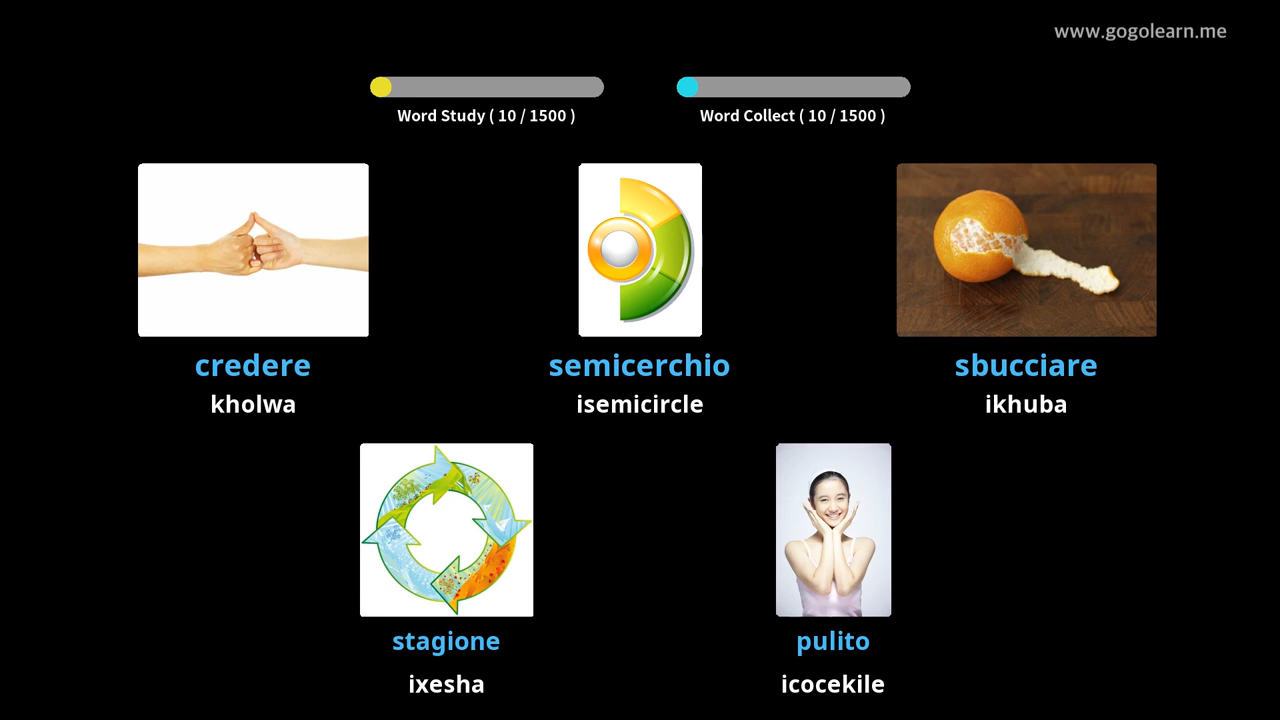 www.gogolearn.me
Word Study ( 10 / 1500 )
Word Collect ( 10 / 1500 )
credere
kholwa
semicerchio
isemicircle
sbucciare
ikhuba
stagione
ixesha
pulito
icocekile